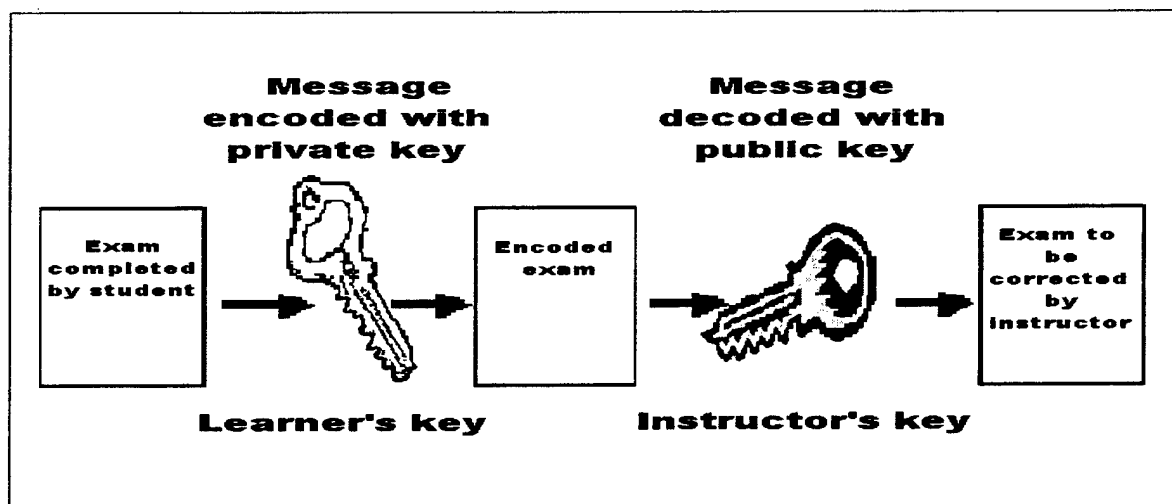 Message
encoded with
private key
Message
decoded with
public key
Exam
completed
by student
Encoded
exam
Exam to
be
corrected
by
instructor
Learner's key
Instructor's key